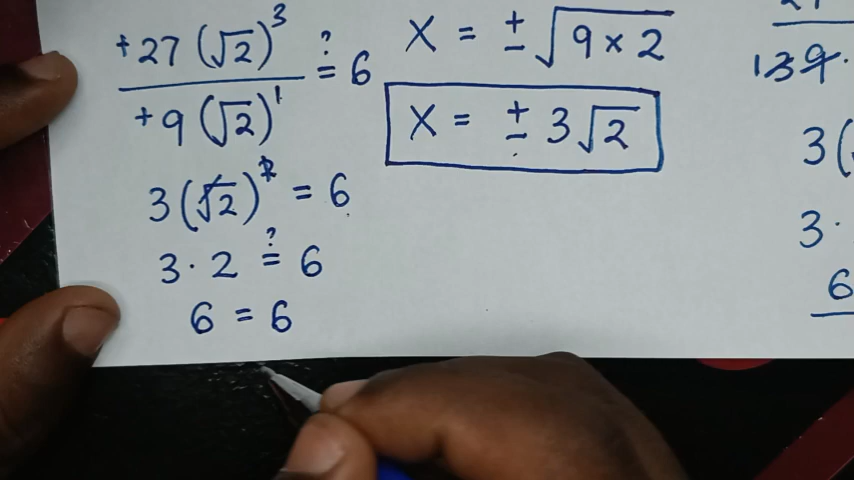 +27 (√2)³ / +9 (√2)¹ ≟ 6
3 (√2)² = 6
3 · 2 ≟ 6
6 = 6
X = ± √9 × 2
X = ± 3√2
139.
3(
3 ·
6